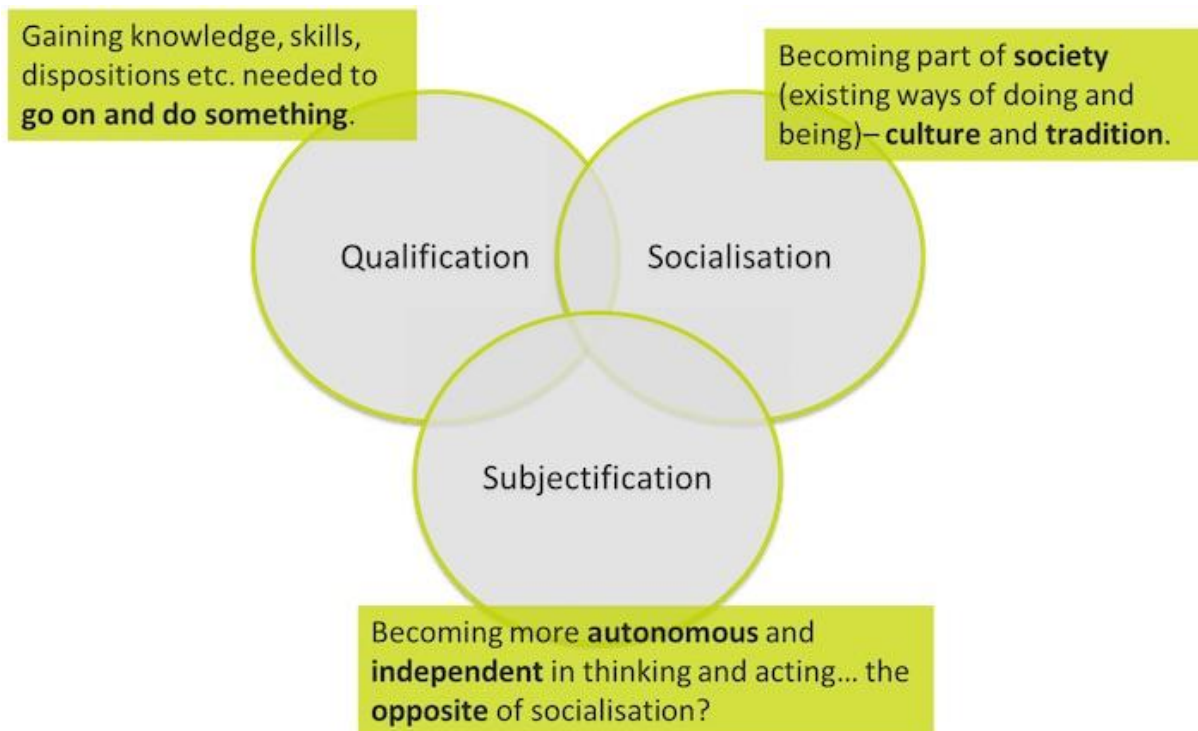 Gaining knowledge, skills,
dispositions etc. needed to
go on and do something.
Becoming part of society
(existing ways of doing and
being)– culture and tradition.
Qualification
Socialisation
Subjectification
Becoming more autonomous and
independent in thinking and acting... the
opposite of socialisation?